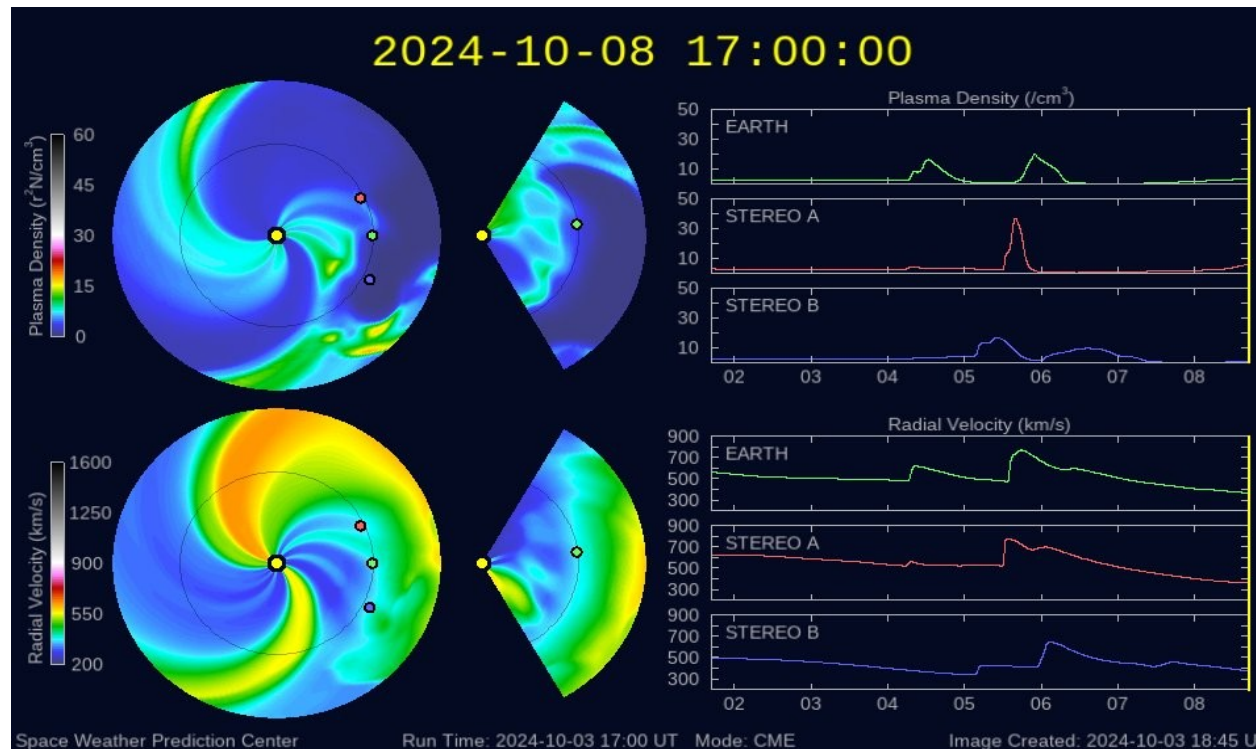 2024-10-08 17:00:00
Plasma Density (r²N/cm³)
60
45
30
15
0
Plasma Density (/cm³)
50
30
10
EARTH
50
30
10
STEREO A
50
30
10
STEREO B
02 03 04 05 06 07 08
Radial Velocity (km/s)
1600
1250
900
550
200
Radial Velocity (km/s)
900
700
500
300
EARTH
900
700
500
300
STEREO A
900
700
500
300
STEREO B
02 03 04 05 06 07 08
Space Weather Prediction Center Run Time: 2024-10-03 17:00 UT Mode: CME Image Created: 2024-10-03 18:45 U